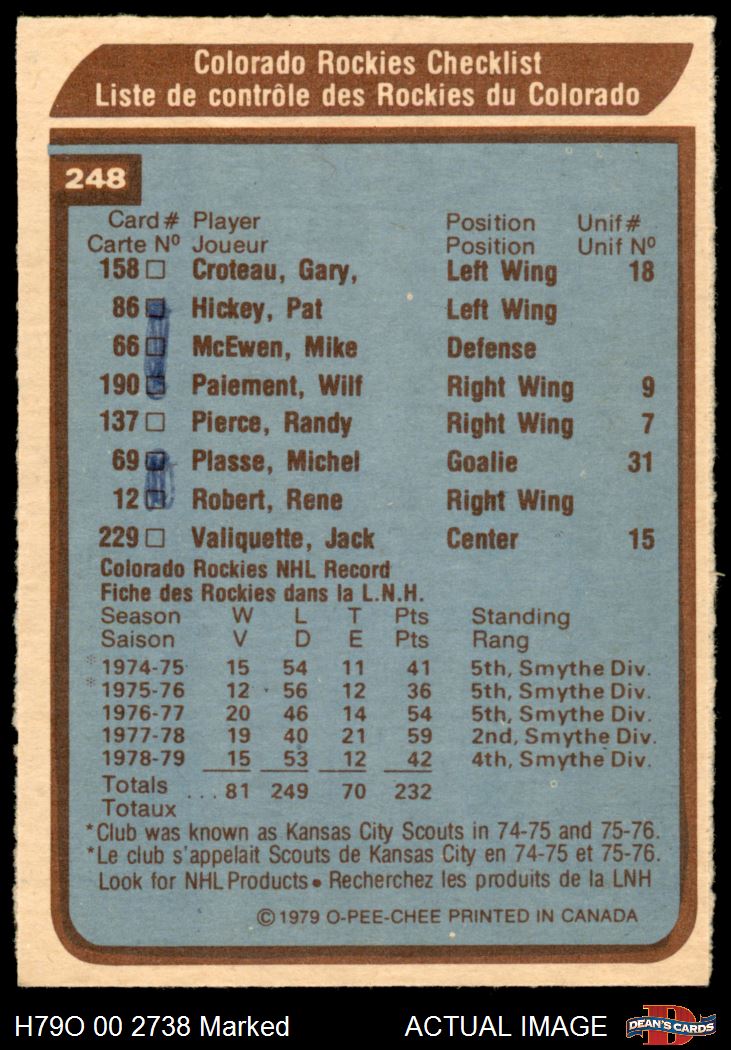 Colorado Rockies Checklist
Liste de contrôle des Rockies du Colorado
248
Card # Player Position Unif #
Carte Nº Joueur Position Unif Nº
158 □ Croteau, Gary, Left Wing 18
86 □ Hickey, Pat Left Wing
66 □ McEwen, Mike Defense
190 □ Paiement, Wilf Right Wing 9
137 □ Pierce, Randy Right Wing 7
69 □ Plasse, Michel Goalie 31
12 □ Robert, Rene Right Wing
229 □ Valiquette, Jack Center 15
Colorado Rockies NHL Record
Fiche des Rockies dans la L.N.H.
Season W L T Pts Standing
Saison V D E Pts Rang
*1974-75 15 54 11 41 5th, Smythe Div.
*1975-76 12 56 12 36 5th, Smythe Div.
1976-77 20 46 14 54 5th, Smythe Div.
1977-78 19 40 21 59 2nd, Smythe Div.
1978-79 15 53 12 42 4th, Smythe Div.
Totals ...81 249 70 232
Totaux
*Club was known as Kansas City Scouts in 74-75 and 75-76.
*Le club s'appelait Scouts de Kansas City en 74-75 et 75-76.
Look for NHL Products • Recherchez les produits de la LNH
© 1979 O-PEE-CHEE PRINTED IN CANADA
H79O 00 2738 Marked ACTUAL IMAGE DEAN'S CARDS